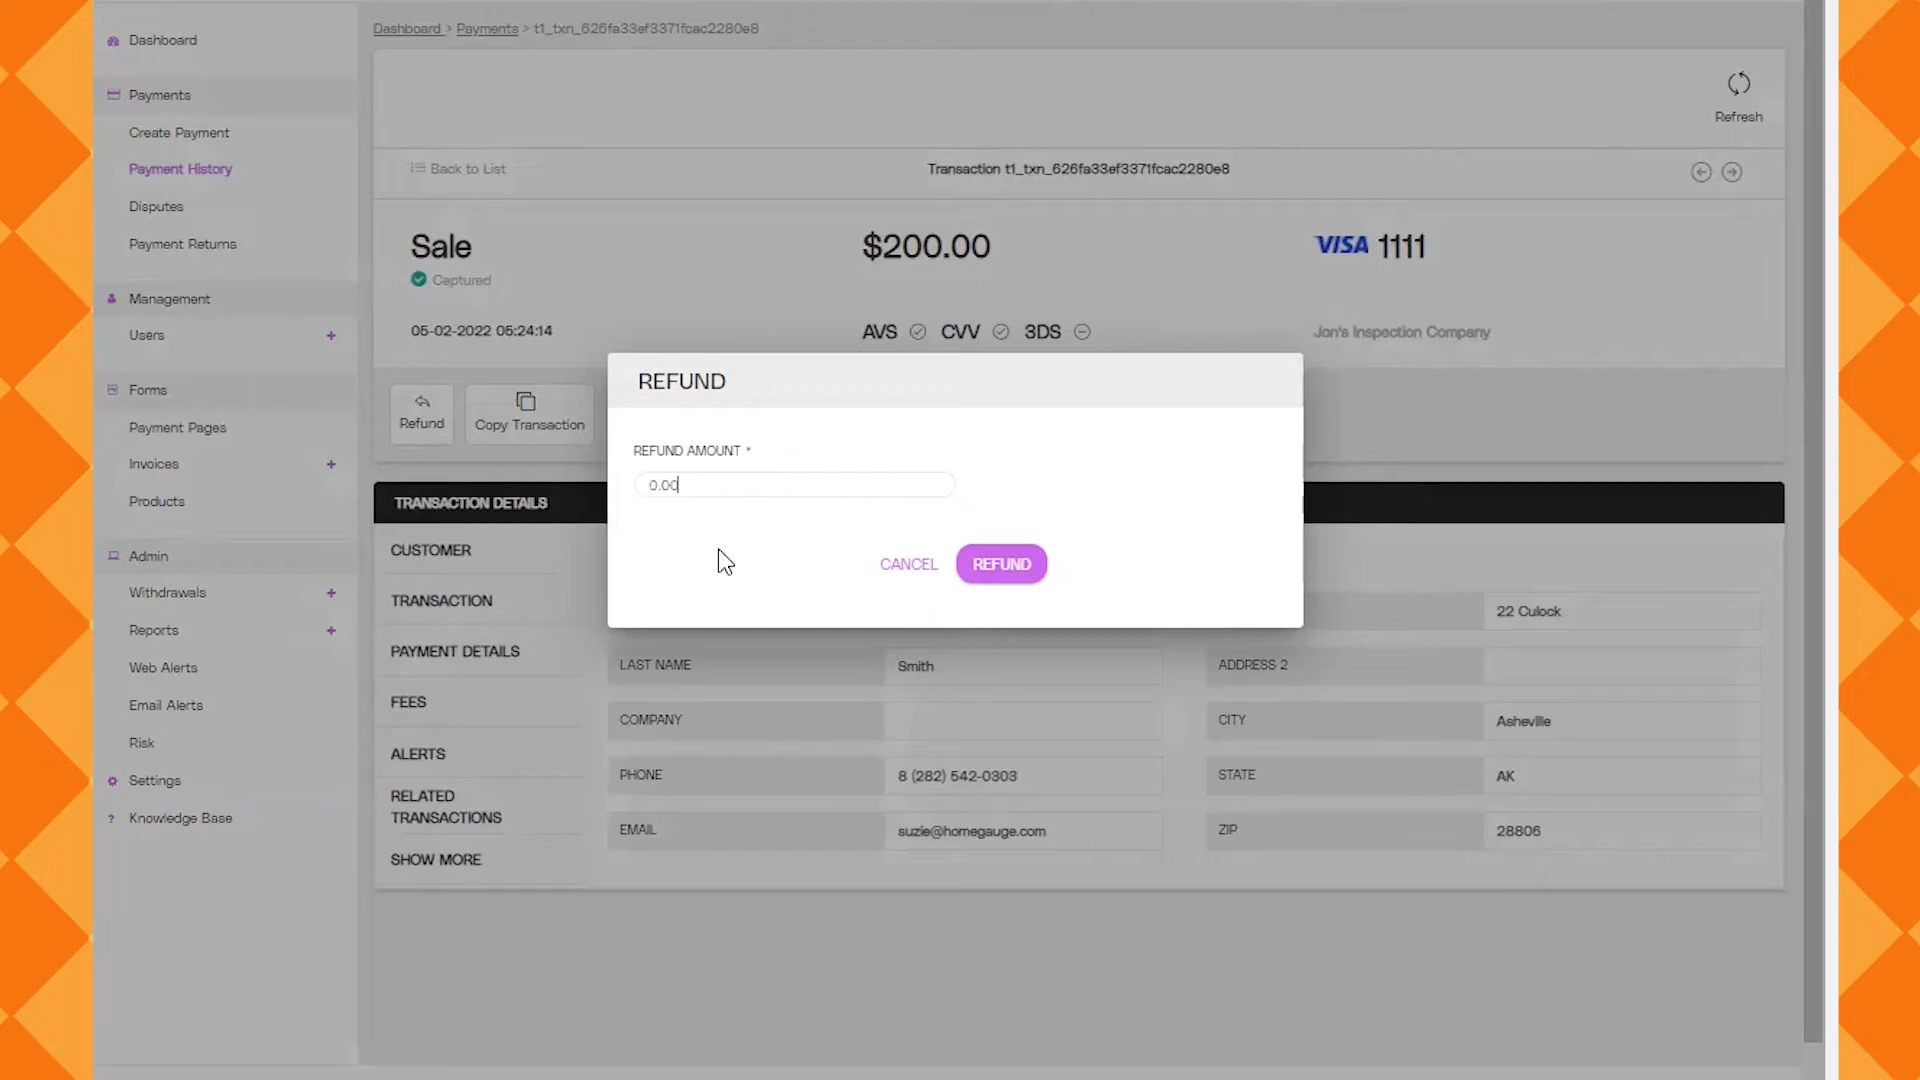 Dashboard
Payments
Create Payment
Payment History
Disputes
Payment Returns
Management
Users +
Forms
Payment Pages
Invoices +
Products
Admin
Withdrawals +
Reports +
Web Alerts
Email Alerts
Risk
Settings
? Knowledge Base
Dashboard > Payments > t1_txn_626fa33ef3371fcac2280e8
Refresh
Back to List
Transaction t1_txn_626fa33ef3371fcac2280e8
Sale
$200.00
VISA 1111
Captured
05-02-2022 05:24:14
AVS CVV 3DS
Jon's Inspection Company
Refund
Copy Transaction
REFUND
REFUND AMOUNT *
0.00
CANCEL
REFUND
TRANSACTION DETAILS
CUSTOMER
TRANSACTION
PAYMENT DETAILS
FEES
ALERTS
RELATED
TRANSACTIONS
SHOW MORE
22 Culock
LAST NAME Smith
ADDRESS 2
COMPANY
CITY Asheville
PHONE 8 (282) 542-0303
STATE AK
EMAIL suzie@homegauge.com
ZIP 28806